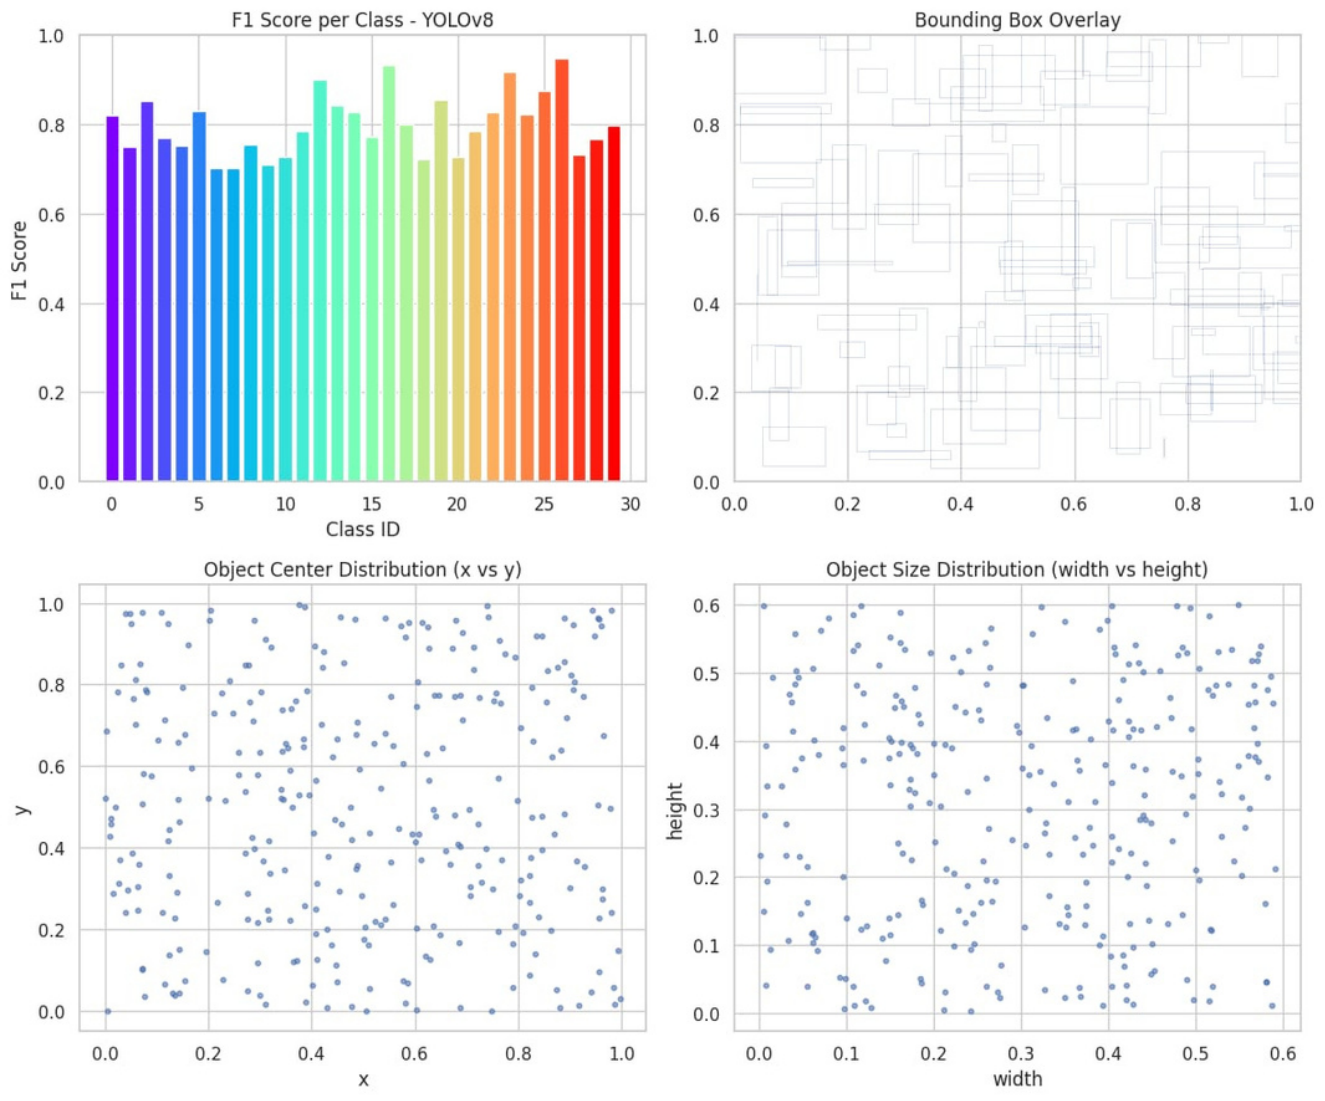 F1 Score per Class - YOLOv8
1.0
0.8
0.6
0.4
0.2
0.0
F1 Score
0 5 10 15 20 25 30
Class ID
Bounding Box Overlay
1.0
0.8
0.6
0.4
0.2
0.0
0.0 0.2 0.4 0.6 0.8 1.0
Object Center Distribution (x vs y)
1.0
0.8
0.6
0.4
0.2
0.0
y
0.0 0.2 0.4 0.6 0.8 1.0
x
Object Size Distribution (width vs height)
0.6
0.5
0.4
0.3
0.2
0.1
0.0
height
0.0 0.1 0.2 0.3 0.4 0.5 0.6
width